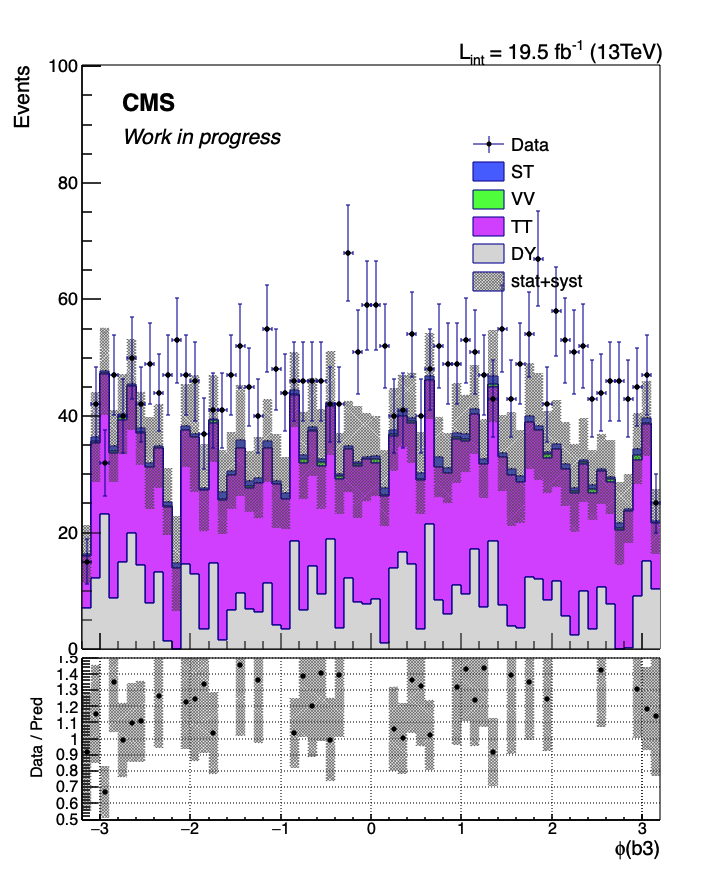 L_int = 19.5 fb⁻¹ (13TeV)
Events
100
CMS
Work in progress
Data
ST
VV
TT
DY
stat+syst
80
60
40
20
0
Data / Pred
1.5
1.4
1.3
1.2
1.1
1
0.9
0.8
0.7
0.6
0.5
−3 −2 −1 0 1 2 3
ϕ(b3)